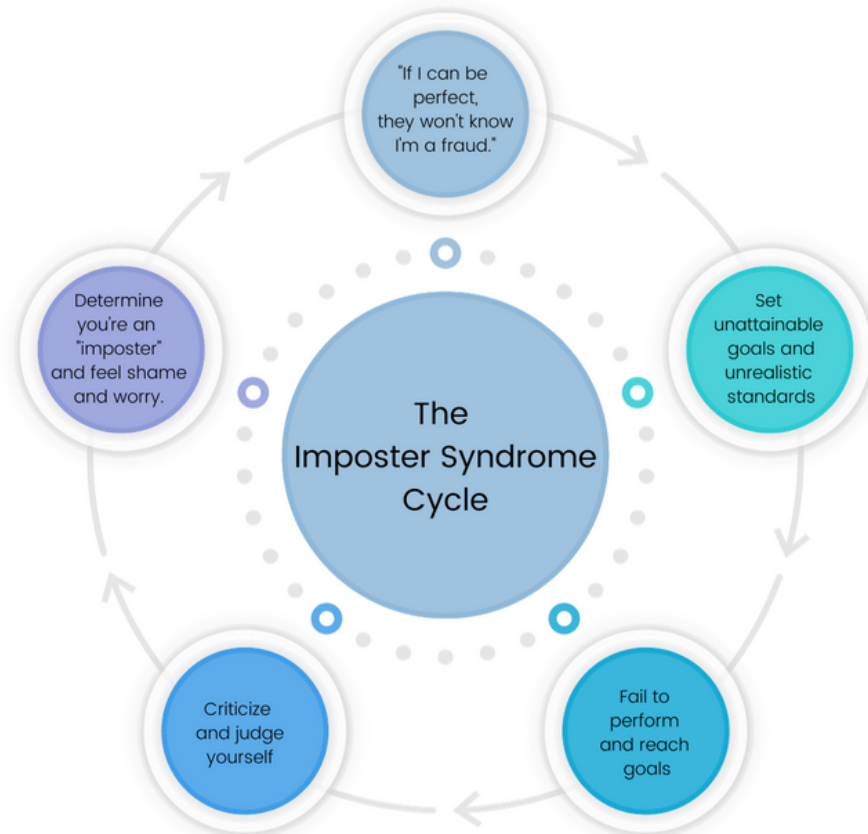 "If I can be
perfect,
they won't know
I'm a fraud."
Set
unattainable
goals and
unrealistic
standards
Fail to
perform
and reach
goals
Criticize
and judge
yourself
Determine
you're an
"imposter"
and feel shame
and worry.
The
Imposter Syndrome
Cycle